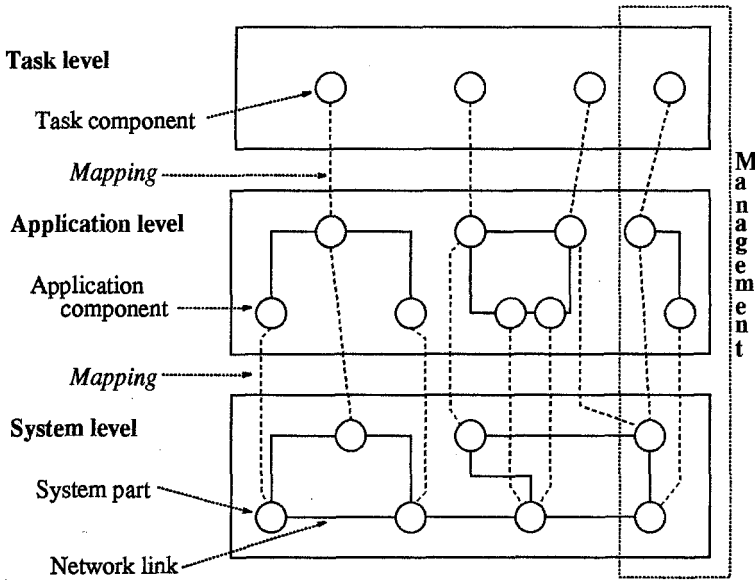 Task level
Task component
Mapping
Application level
Application
component
Mapping
System level
System part
Network link
Management